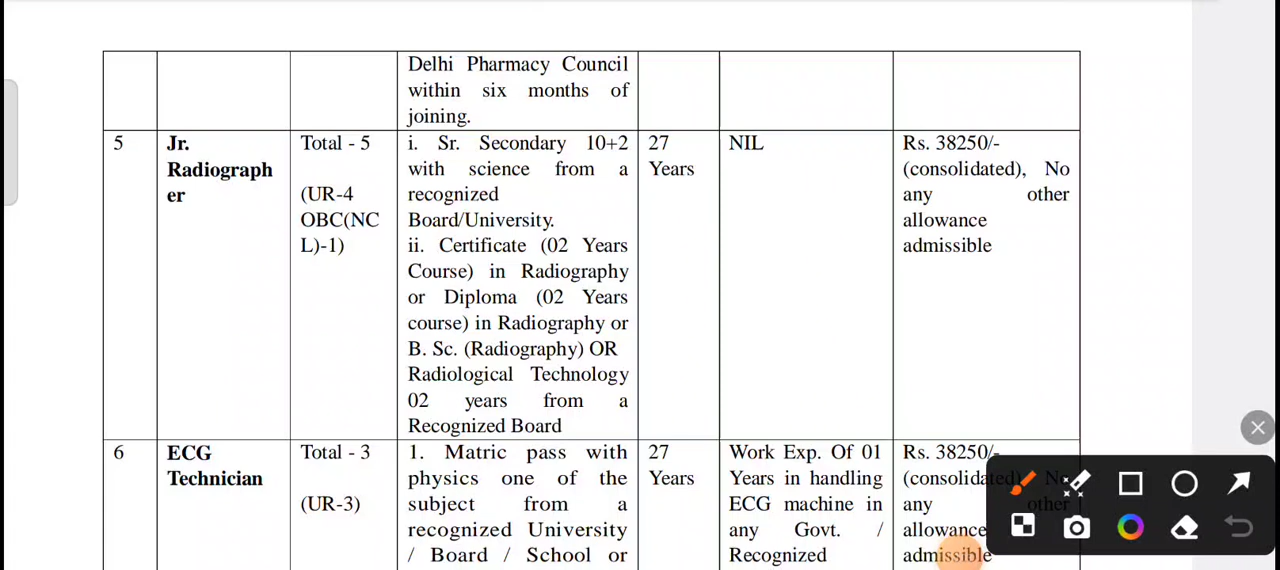 Delhi Pharmacy Council
within six months of
joining.
5
Jr.
Radiograph
er
Total - 5
(UR-4
OBC(NC
L)-1)
i. Sr. Secondary 10+2
with science from a
recognized
Board/University.
ii. Certificate (02 Years
Course) in Radiography
or Diploma (02 Years
course) in Radiography or
B. Sc. (Radiography) OR
Radiological Technology
02 years from a
Recognized Board
27
Years
NIL
Rs. 38250/-
(consolidated), No
any other
allowance
admissible
6
ECG
Technician
Total - 3
(UR-3)
1. Matric pass with
physics one of the
subject from a
recognized University
/ Board / School or
27
Years
Work Exp. Of 01
Years in handling
ECG machine in
any Govt. /
Recognized
Rs. 38250/-
(consolidated), No
any other
allowance
admissible